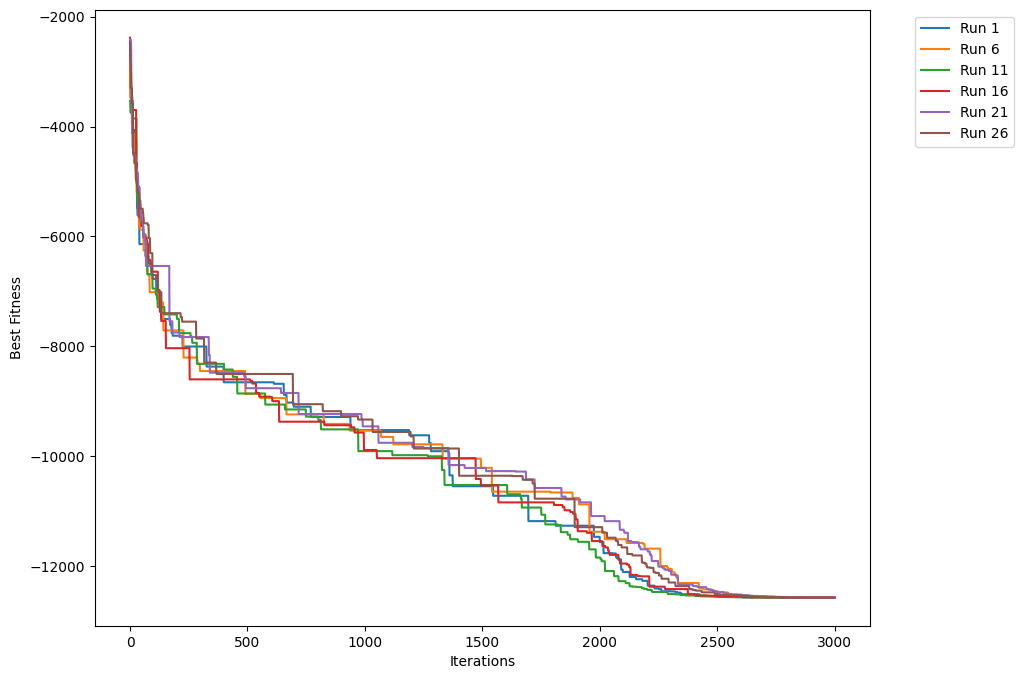 −2000
−4000
−6000
−8000
−10000
−12000
Best Fitness
0
500
1000
1500
2000
2500
3000
Iterations
Run 1
Run 6
Run 11
Run 16
Run 21
Run 26